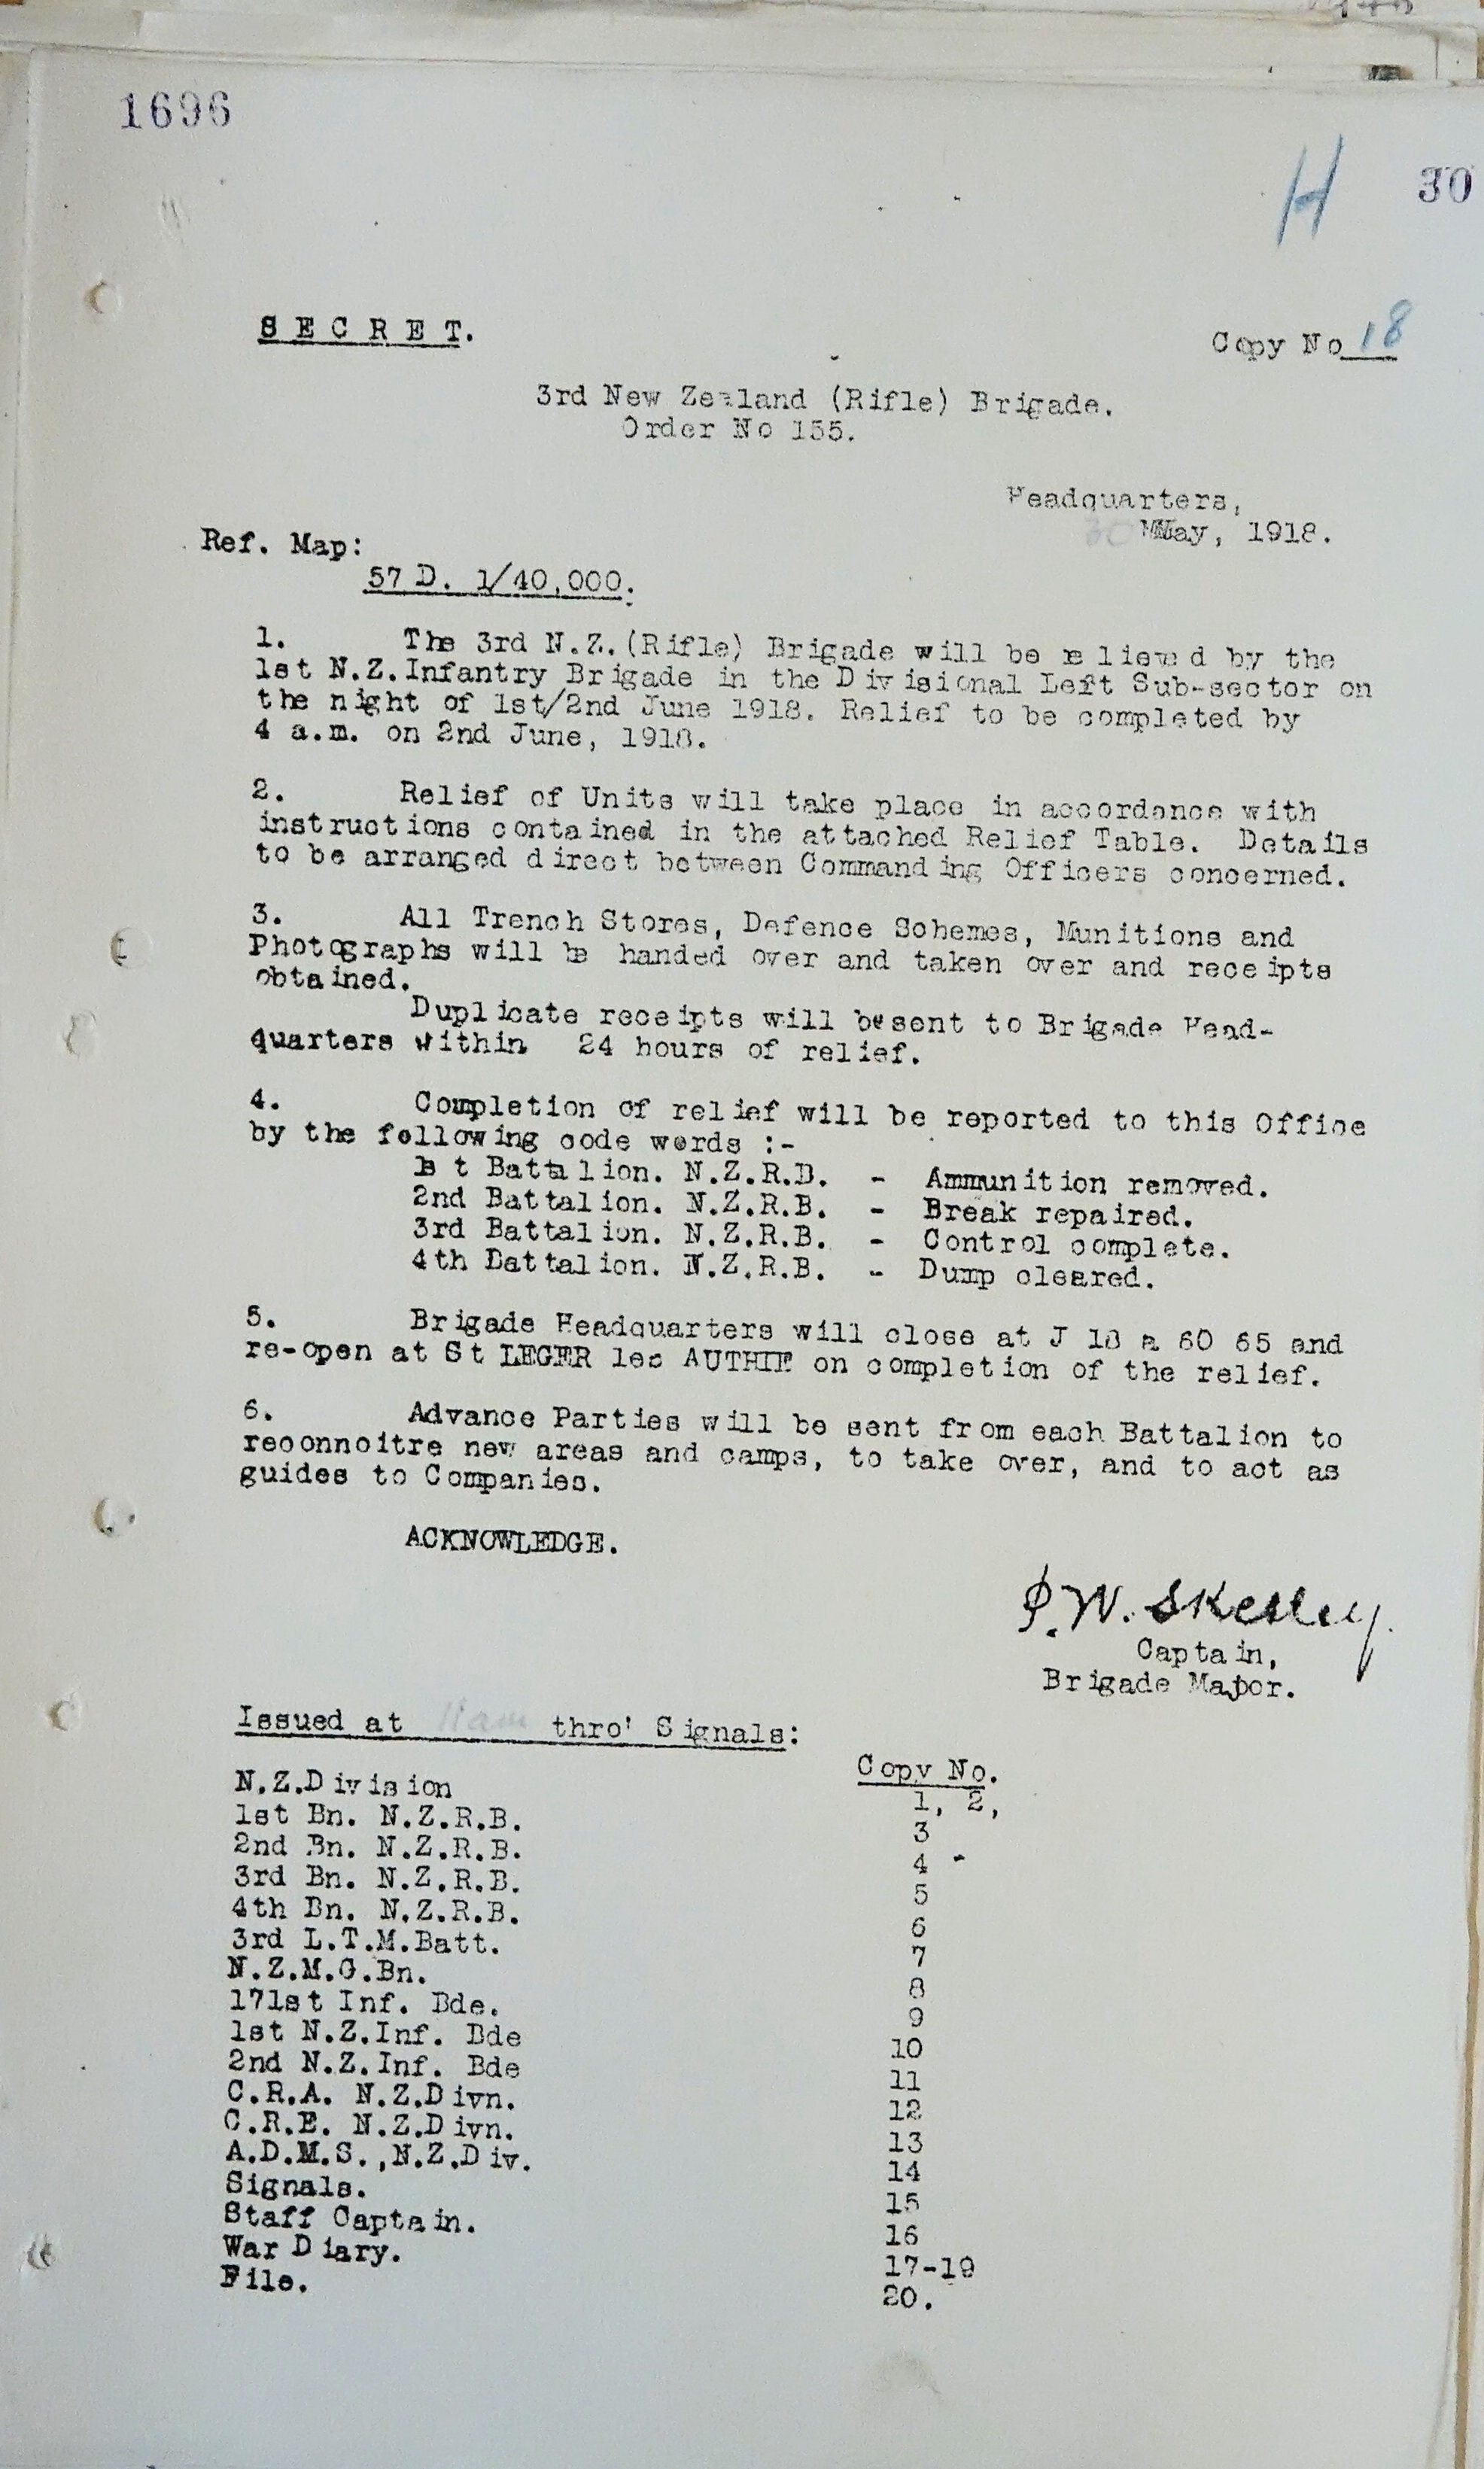 1696
H 30
S E C R E T.
Copy No 18
3rd New Zealand (Rifle) Brigade.
Order No 155.
Headquarters,
30 May, 1918.
Ref. Map:
57 D. 1/40,000.
1. The 3rd N.Z.(Rifle) Brigade will be relieved by the
1st N.Z.Infantry Brigade in the Divisional Left Sub-sector on
the night of 1st/2nd June 1918. Relief to be completed by
4 a.m. on 2nd June, 1918.
2. Relief of Units will take place in accordance with
instructions contained in the attached Relief Table. Details
to be arranged direct between Commanding Officers concerned.
3. All Trench Stores, Defence Schemes, Munitions and
Photographs will be handed over and taken over and receipts
obtained.
Duplicate receipts will be sent to Brigade Head-
quarters within 24 hours of relief.
4. Completion of relief will be reported to this Office
by the following code words :-
1st Battalion. N.Z.R.B. - Ammunition removed.
2nd Battalion. N.Z.R.B. - Break repaired.
3rd Battalion. N.Z.R.B. - Control complete.
4th Battalion. N.Z.R.B. - Dump cleared.
5. Brigade Headquarters will close at J 18 a 60 65 and
re-open at St LEGER les AUTHIE on completion of the relief.
6. Advance Parties will be sent from each Battalion to
reconnoitre new areas and camps, to take over, and to act as
guides to Companies.
ACKNOWLEDGE.
P.W. Skelley.
Captain,
Brigade Major.
Issued at 11am thro' Signals:
Copy No.
N.Z.Division 1, 2,
1st Bn. N.Z.R.B. 3
2nd Bn. N.Z.R.B. 4
3rd Bn. N.Z.R.B. 5
4th Bn. N.Z.R.B. 6
3rd L.T.M.Batt. 7
N.Z.M.G.Bn. 8
171st Inf. Bde. 9
1st N.Z.Inf. Bde 10
2nd N.Z.Inf. Bde 11
C.R.A. N.Z.Divn. 12
C.R.E. N.Z.Divn. 13
A.D.M.S.,N.Z.Div. 14
Signals. 15
Staff Captain. 16
War Diary. 17-19
File. 20.